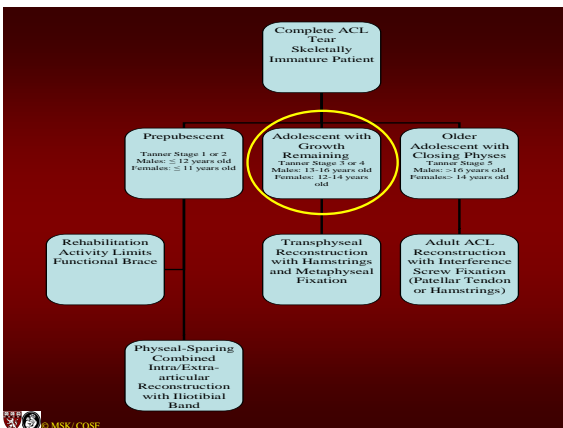 Complete ACL
Tear
Skeletally
Immature Patient
Prepubescent
Tanner Stage 1 or 2
Males: ≤ 12 years old
Females: ≤ 11 years old
Adolescent with
Growth
Remaining
Tanner Stage 3 or 4
Males: 13-16 years old
Females: 12-14 years
old
Older
Adolescent with
Closing Physes
Tanner Stage 5
Males: >16 years old
Females> 14 years old
Rehabilitation
Activity Limits
Functional Brace
Transphyseal
Reconstruction
with Hamstrings
and Metaphyseal
Fixation
Adult ACL
Reconstruction
with Interference
Screw Fixation
(Patellar Tendon
or Hamstrings)
Physeal-Sparing
Combined
Intra/Extra-
articular
Reconstruction
with Iliotibial
Band
© MSK/ COSF